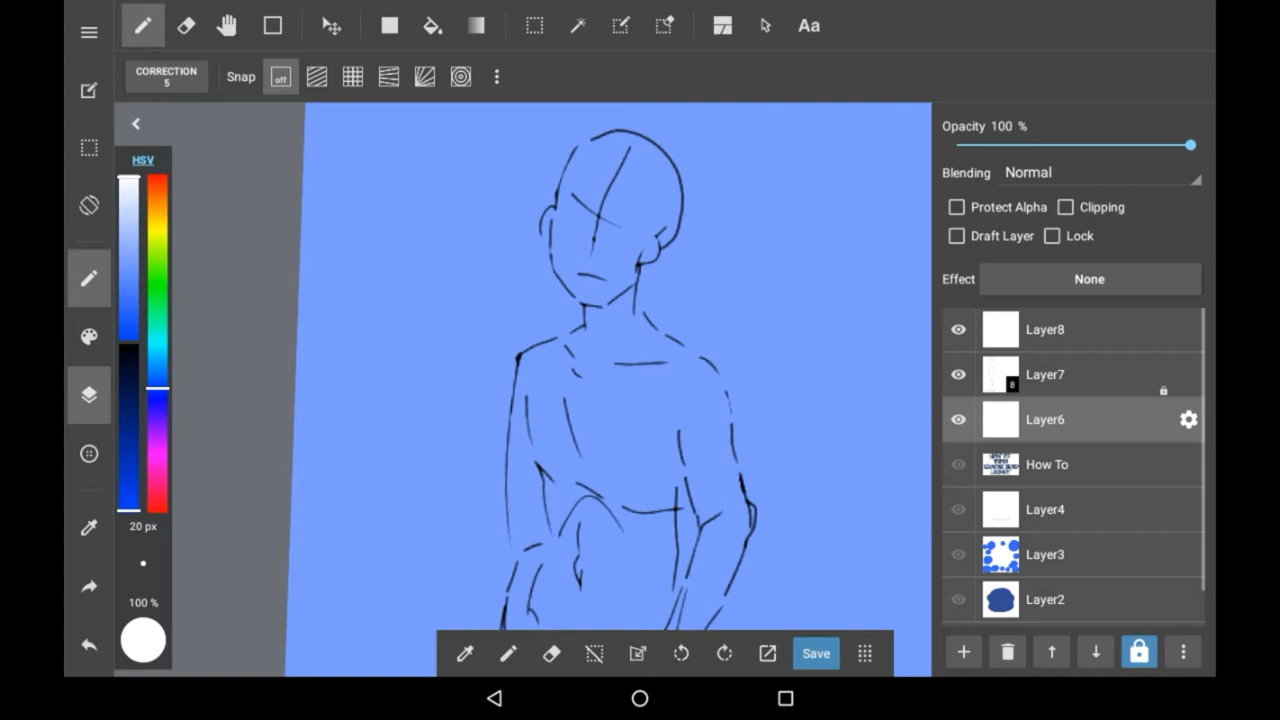 Aa
CORRECTION
5
Snap
off
HSV
20 px
100 %
Opacity 100 %
Blending
Normal
Protect Alpha
Clipping
Draft Layer
Lock
Effect
None
Layer8
8
Layer7
Layer6
How To
Layer4
Layer3
Layer2
Save